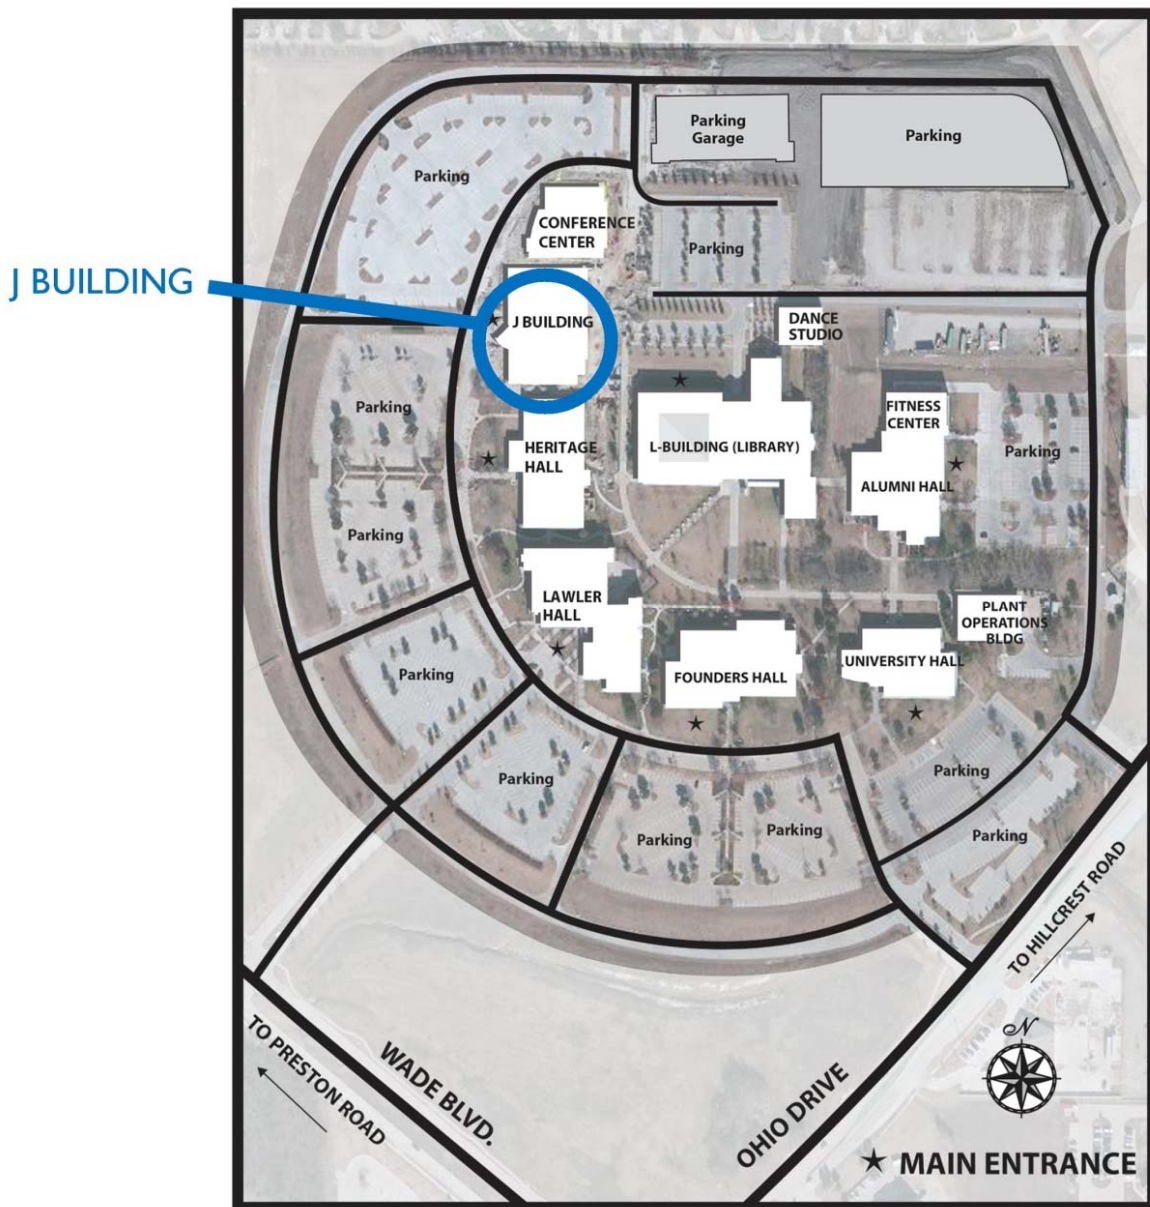 Parking
Garage
Parking
Parking
CONFERENCE
CENTER
Parking
J BUILDING
J BUILDING
DANCE
STUDIO
Parking
FITNESS
CENTER
HERITAGE
HALL
L-BUILDING (LIBRARY)
Parking
ALUMNI HALL
Parking
LAWLER
HALL
PLANT
OPERATIONS
BLDG
Parking
FOUNDERS HALL
UNIVERSITY HALL
Parking
Parking
Parking
Parking
Parking
TO HILLCREST ROAD
TO PRESTON ROAD
WADE BLVD.
OHIO DRIVE
N
★ MAIN ENTRANCE